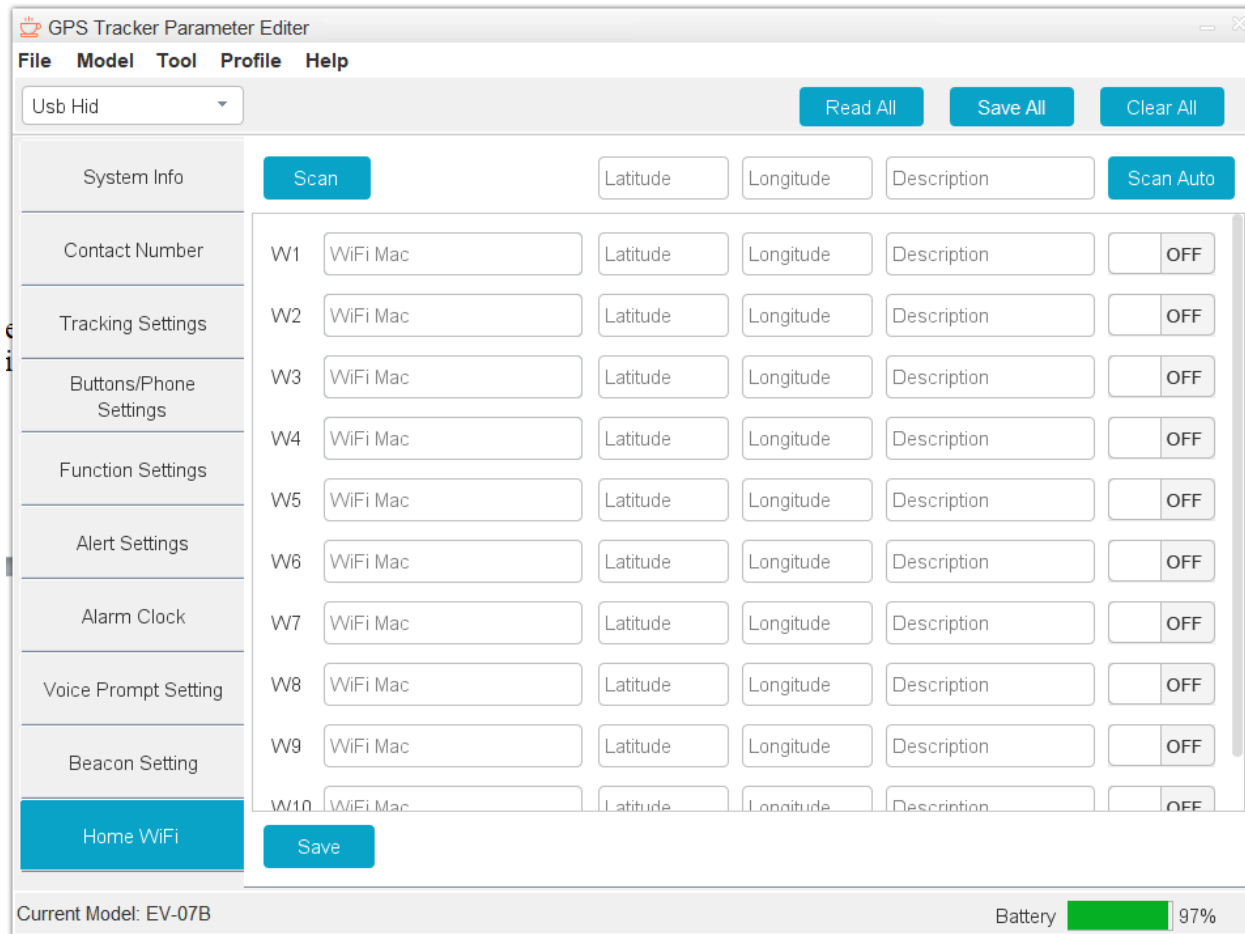 GPS Tracker Parameter Editer
File Model Tool Profile Help
Usb Hid Read All Save All Clear All
System Info Scan Latitude Longitude Description Scan Auto
Contact Number W1 WiFi Mac Latitude Longitude Description OFF
W2 WiFi Mac Latitude Longitude Description OFF
Tracking Settings
W3 WiFi Mac Latitude Longitude Description OFF
Buttons/Phone
Settings
W4 WiFi Mac Latitude Longitude Description OFF
Function Settings
W5 WiFi Mac Latitude Longitude Description OFF
Alert Settings
W6 WiFi Mac Latitude Longitude Description OFF
Alarm Clock W7 WiFi Mac Latitude Longitude Description OFF
Voice Prompt Setting W8 WiFi Mac Latitude Longitude Description OFF
W9 WiFi Mac Latitude Longitude Description OFF
Beacon Setting
W10 WiFi Mac Latitude Longitude Description OFF
Home WiFi Save
Current Model: EV-07B Battery 97%